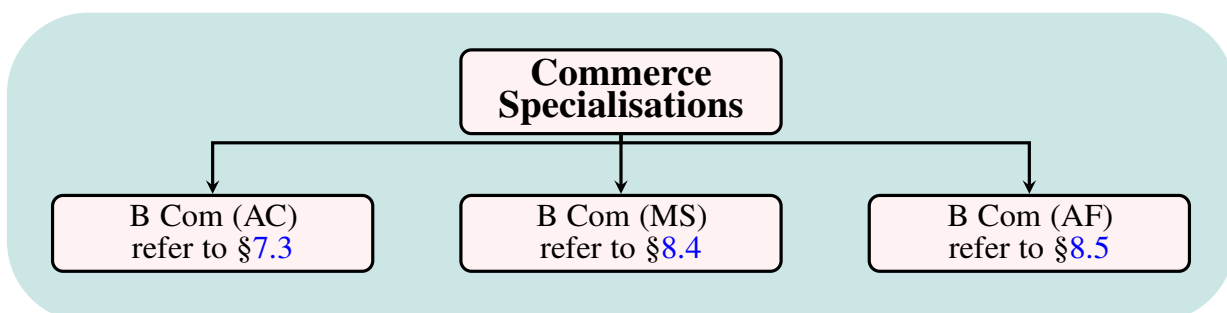 Commerce
Specialisations
B Com (AC)
refer to §7.3
B Com (MS)
refer to §8.4
B Com (AF)
refer to §8.5